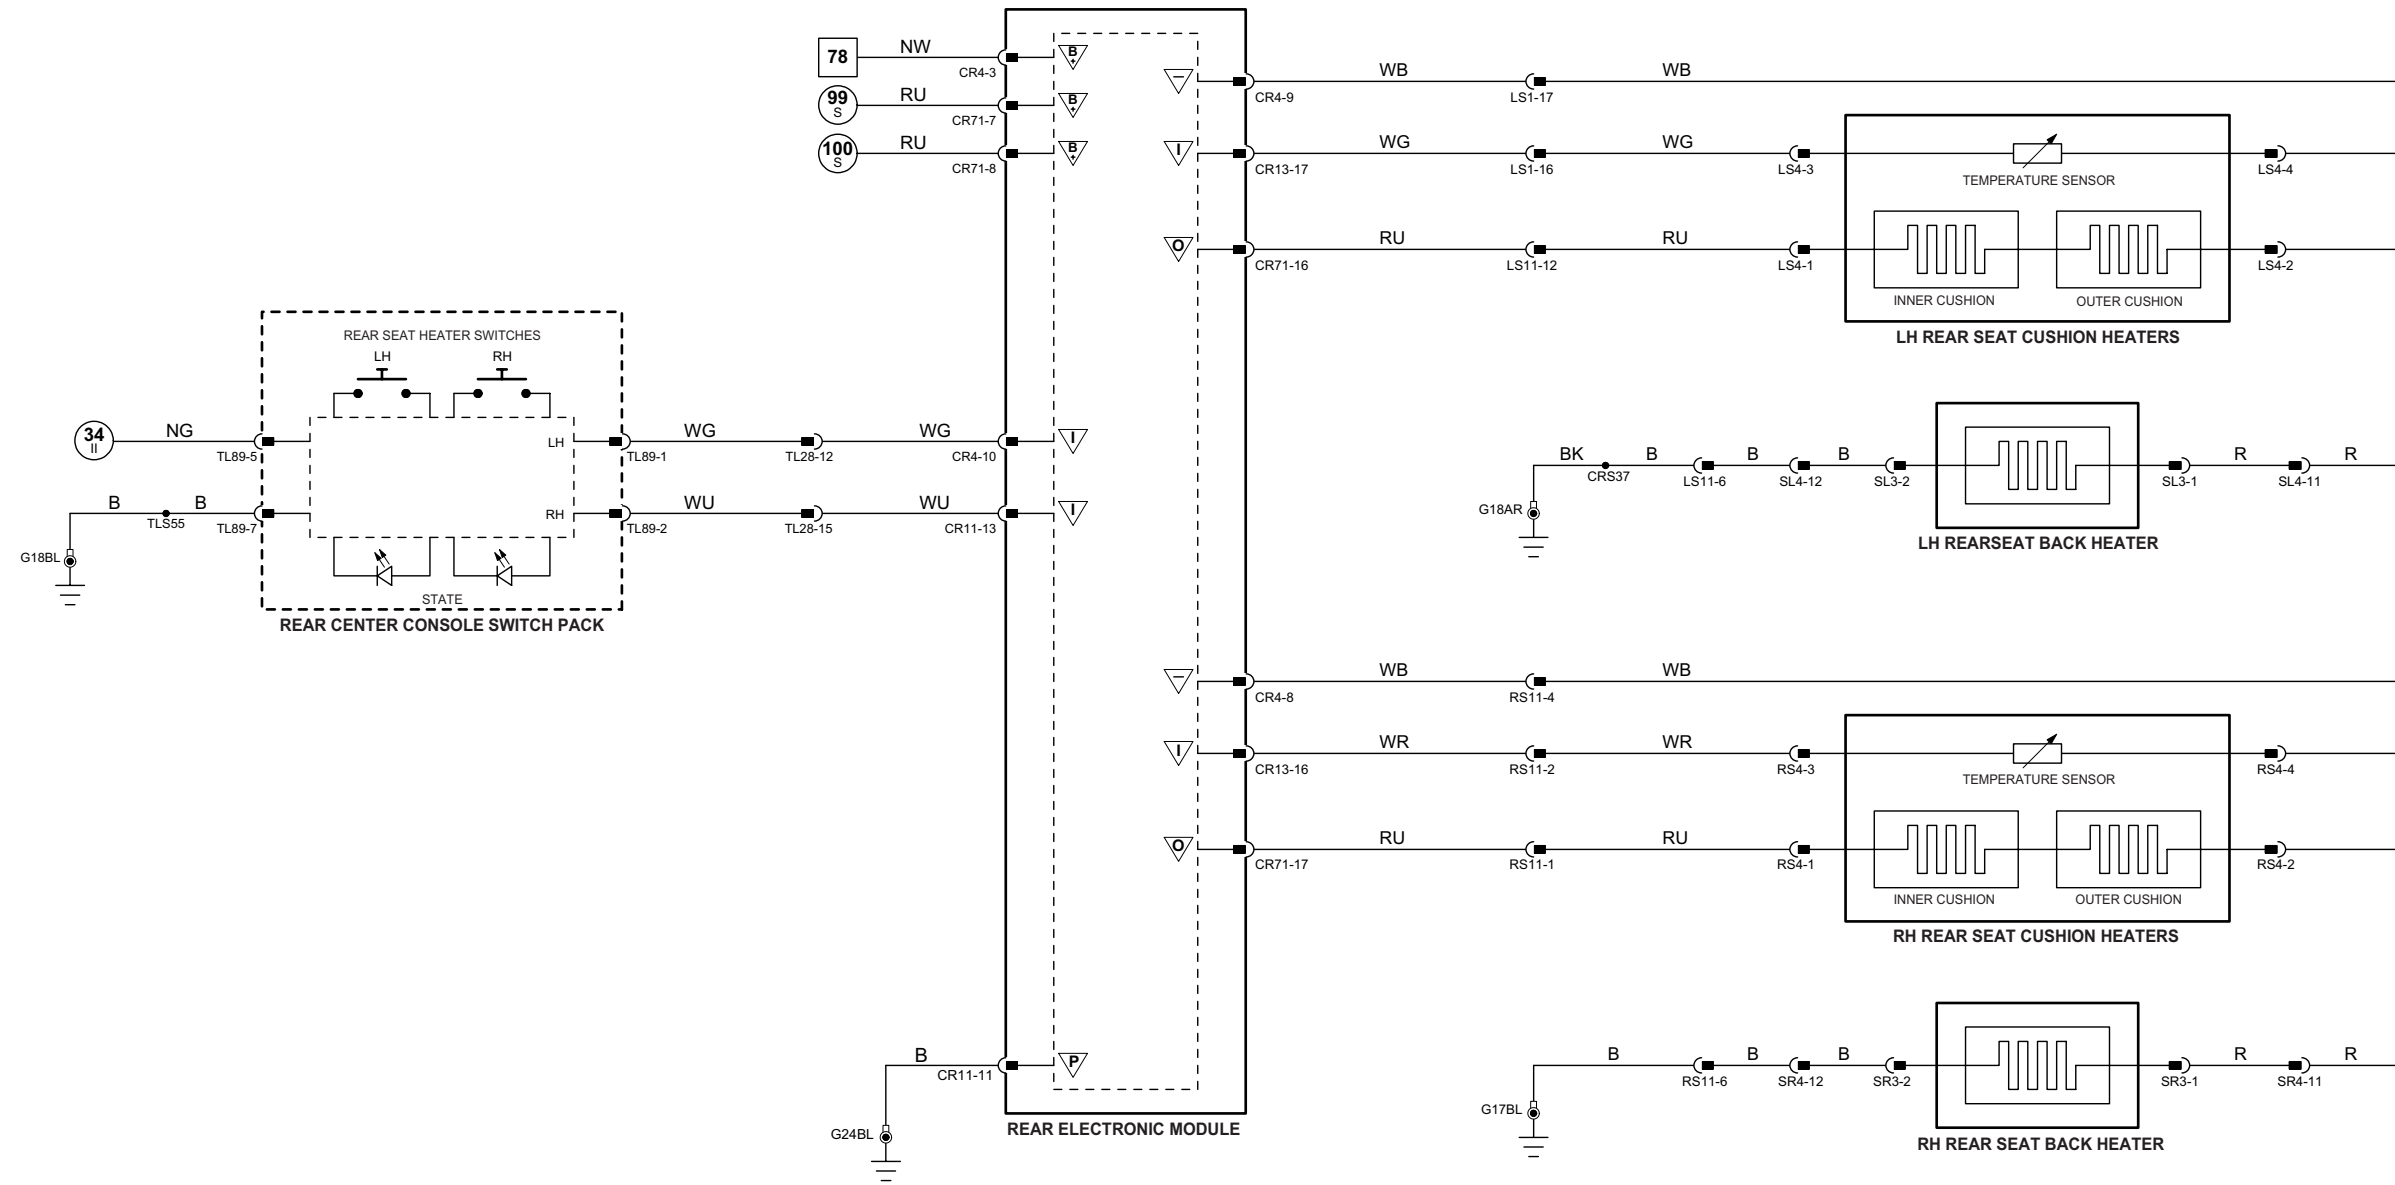 78 NW CR4-3 B+
99 S RU CR71-7 B+
100 S RU CR71-8 B+
– CR4-9 WB LS1-17 WB
I CR13-17 WG LS1-16 WG LS4-3 LS4-4
TEMPERATURE SENSOR
O CR71-16 RU LS11-12 RU LS4-1 LS4-2
INNER CUSHION OUTER CUSHION
LH REAR SEAT CUSHION HEATERS
REAR SEAT HEATER SWITCHES
LH RH
34 II NG TL89-5 LH TL89-1 WG TL28-12 WG CR4-10 I
B TLS55 B TL89-7 RH TL89-2 WU TL28-15 WU CR11-13 I
G18BL
STATE
REAR CENTER CONSOLE SWITCH PACK
BK CRS37 B LS11-6 B SL4-12 B SL3-2 SL3-1 R SL4-11 R
G18AR
LH REARSEAT BACK HEATER
– CR4-8 WB RS11-4 WB
I CR13-16 WR RS11-2 WR RS4-3 RS4-4
TEMPERATURE SENSOR
O CR71-17 RU RS11-1 RU RS4-1 RS4-2
INNER CUSHION OUTER CUSHION
RH REAR SEAT CUSHION HEATERS
B CR11-11 P
G24BL
REAR ELECTRONIC MODULE
B RS11-6 B SR4-12 B SR3-2 SR3-1 R SR4-11 R
G17BL
RH REAR SEAT BACK HEATER